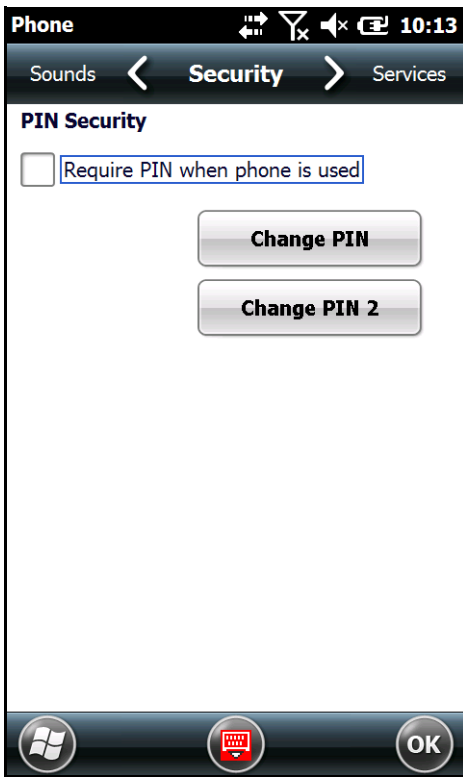 Phone 10:13
Sounds Security Services
PIN Security
Require PIN when phone is used
Change PIN
Change PIN 2
OK